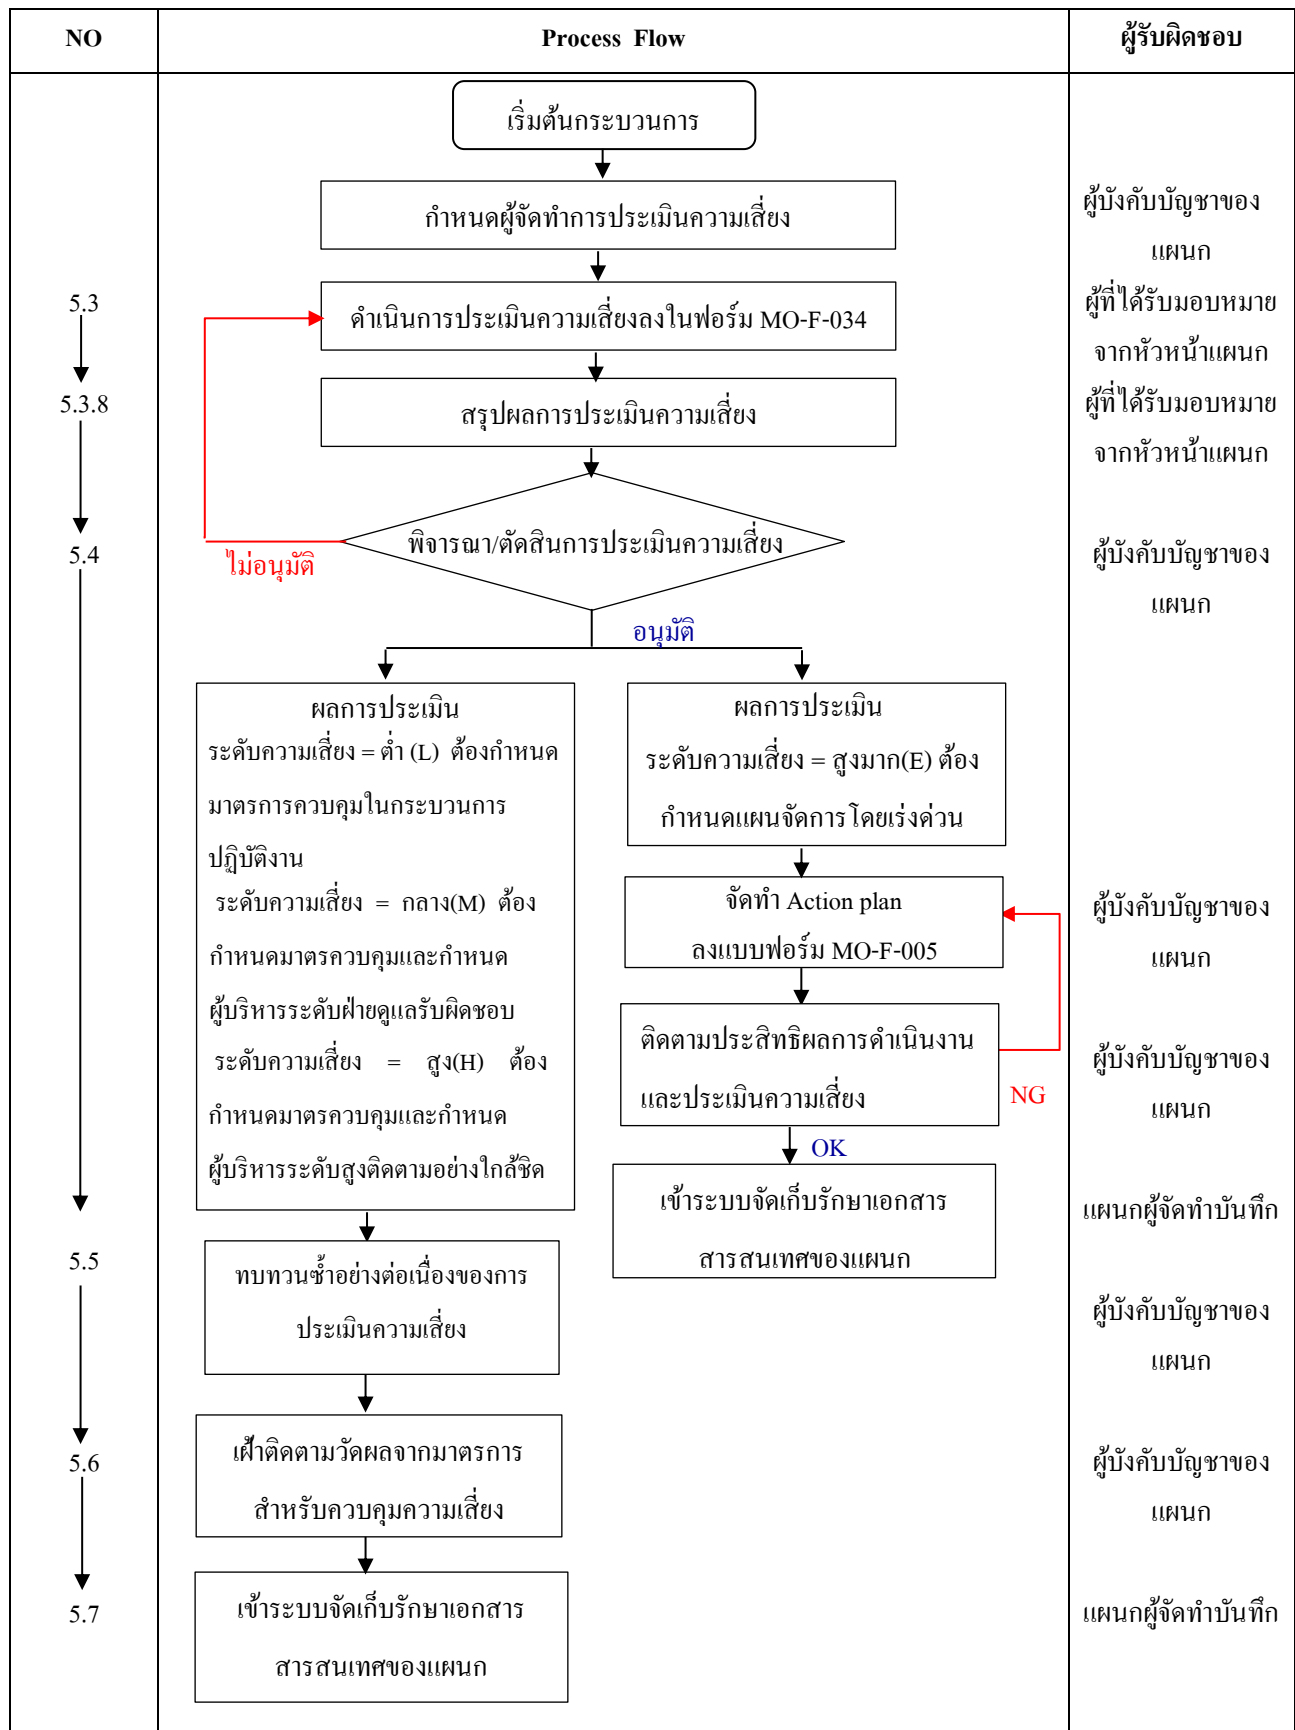 NO
Process Flow
ผู้รับผิดชอบ
เริ่มต้นกระบวนการ
กำหนดผู้จัดทำการประเมินความเสี่ยง
ผู้บังคับบัญชาของ
แผนก
5.3
ดำเนินการประเมินความเสี่ยงลงในฟอร์ม MO-F-034
ผู้ที่ได้รับมอบหมาย
จากหัวหน้าแผนก
5.3.8
สรุปผลการประเมินความเสี่ยง
ผู้ที่ได้รับมอบหมาย
จากหัวหน้าแผนก
5.4
พิจารณา/ตัดสินการประเมินความเสี่ยง
ไม่อนุมัติ
ผู้บังคับบัญชาของ
แผนก
อนุมัติ
ผลการประเมิน
ระดับความเสี่ยง = ต่ำ (L) ต้องกำหนด
มาตรการควบคุมในกระบวนการ
ปฏิบัติงาน
ระดับความเสี่ยง = กลาง(M) ต้อง
กำหนดมาตรควบคุมและกำหนด
ผู้บริหารระดับฝ่ายดูแลรับผิดชอบ
ระดับความเสี่ยง = สูง(H) ต้อง
กำหนดมาตรควบคุมและกำหนด
ผู้บริหารระดับสูงติดตามอย่างใกล้ชิด
ผลการประเมิน
ระดับความเสี่ยง = สูงมาก(E) ต้อง
กำหนดแผนจัดการโดยเร่งด่วน
จัดทำ Action plan
ลงแบบฟอร์ม MO-F-005
ผู้บังคับบัญชาของ
แผนก
ติดตามประสิทธิผลการดำเนินงาน
และประเมินความเสี่ยง
NG
ผู้บังคับบัญชาของ
แผนก
OK
เข้าระบบจัดเก็บรักษาเอกสาร
สารสนเทศของแผนก
แผนกผู้จัดทำบันทึก
5.5
ทบทวนซ้ำอย่างต่อเนื่องของการ
ประเมินความเสี่ยง
ผู้บังคับบัญชาของ
แผนก
5.6
เฝ้าติดตามวัดผลจากมาตรการ
สำหรับควบคุมความเสี่ยง
ผู้บังคับบัญชาของ
แผนก
5.7
เข้าระบบจัดเก็บรักษาเอกสาร
สารสนเทศของแผนก
แผนกผู้จัดทำบันทึก